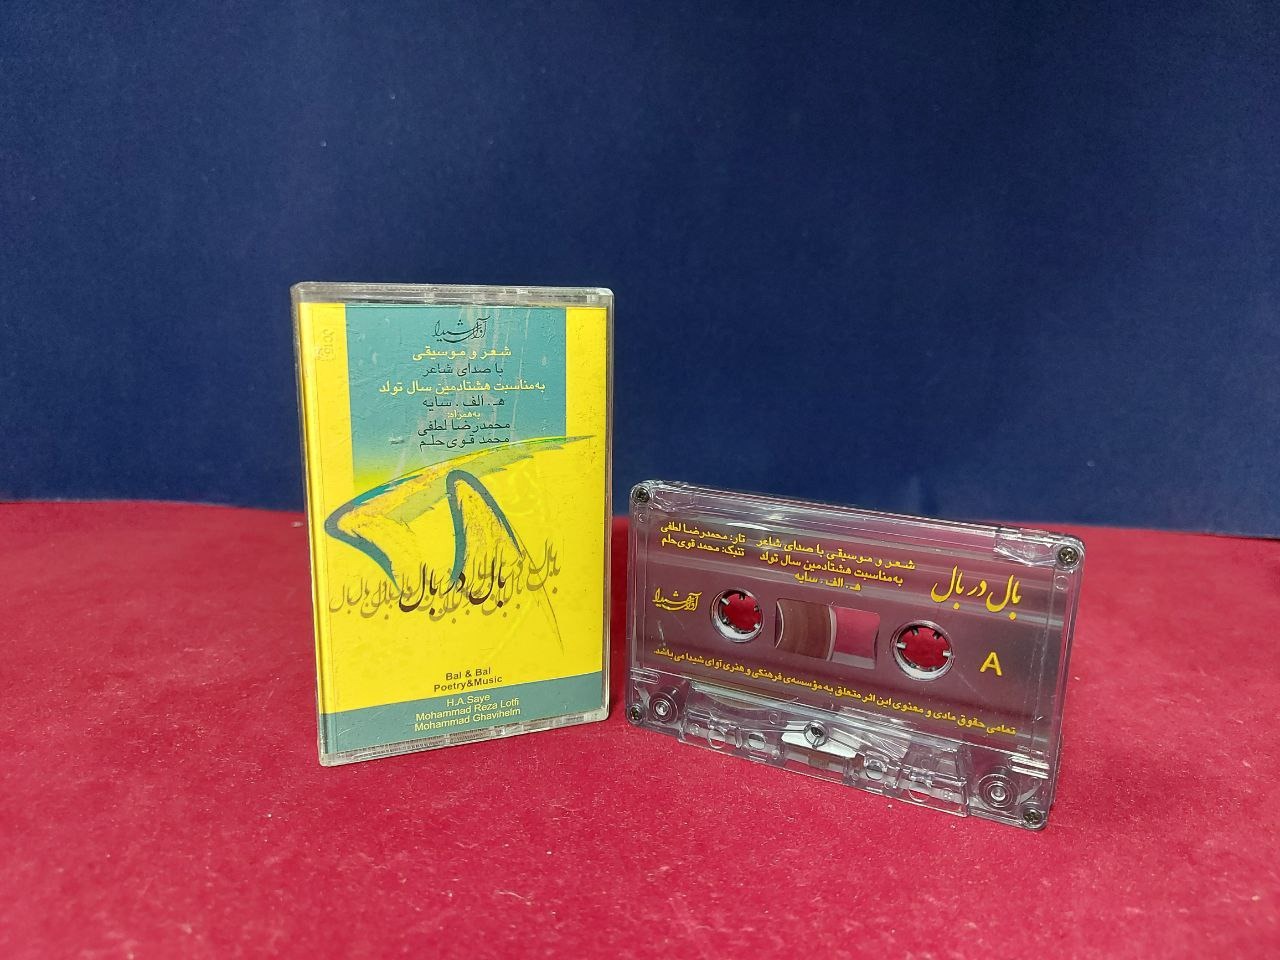 آوای شیدا
شعر و موسیقی
با صدای شاعر
به‌مناسبت هشتادمین سال تولد
هـ . الف . سایه
به‌همراه:
محمدرضا لطفی
محمد قوی‌حلم
بال در بال
Bal & Bal
Poetry&Music
H.A.Saye
Mohammad Reza Lotfi
Mohammad Ghavihelm
بال در بال
شعر و موسیقی با صدای شاعر
به‌مناسبت هشتادمین سال تولد
هـ . الف . سایه
تار: محمدرضا لطفی
تنبک: محمد قوی‌حلم
آوای شیدا
A
تمامی حقوق مادی و معنوی این اثر متعلق به مؤسسه‌ی فرهنگی و هنری آوای شیدا می باشد.